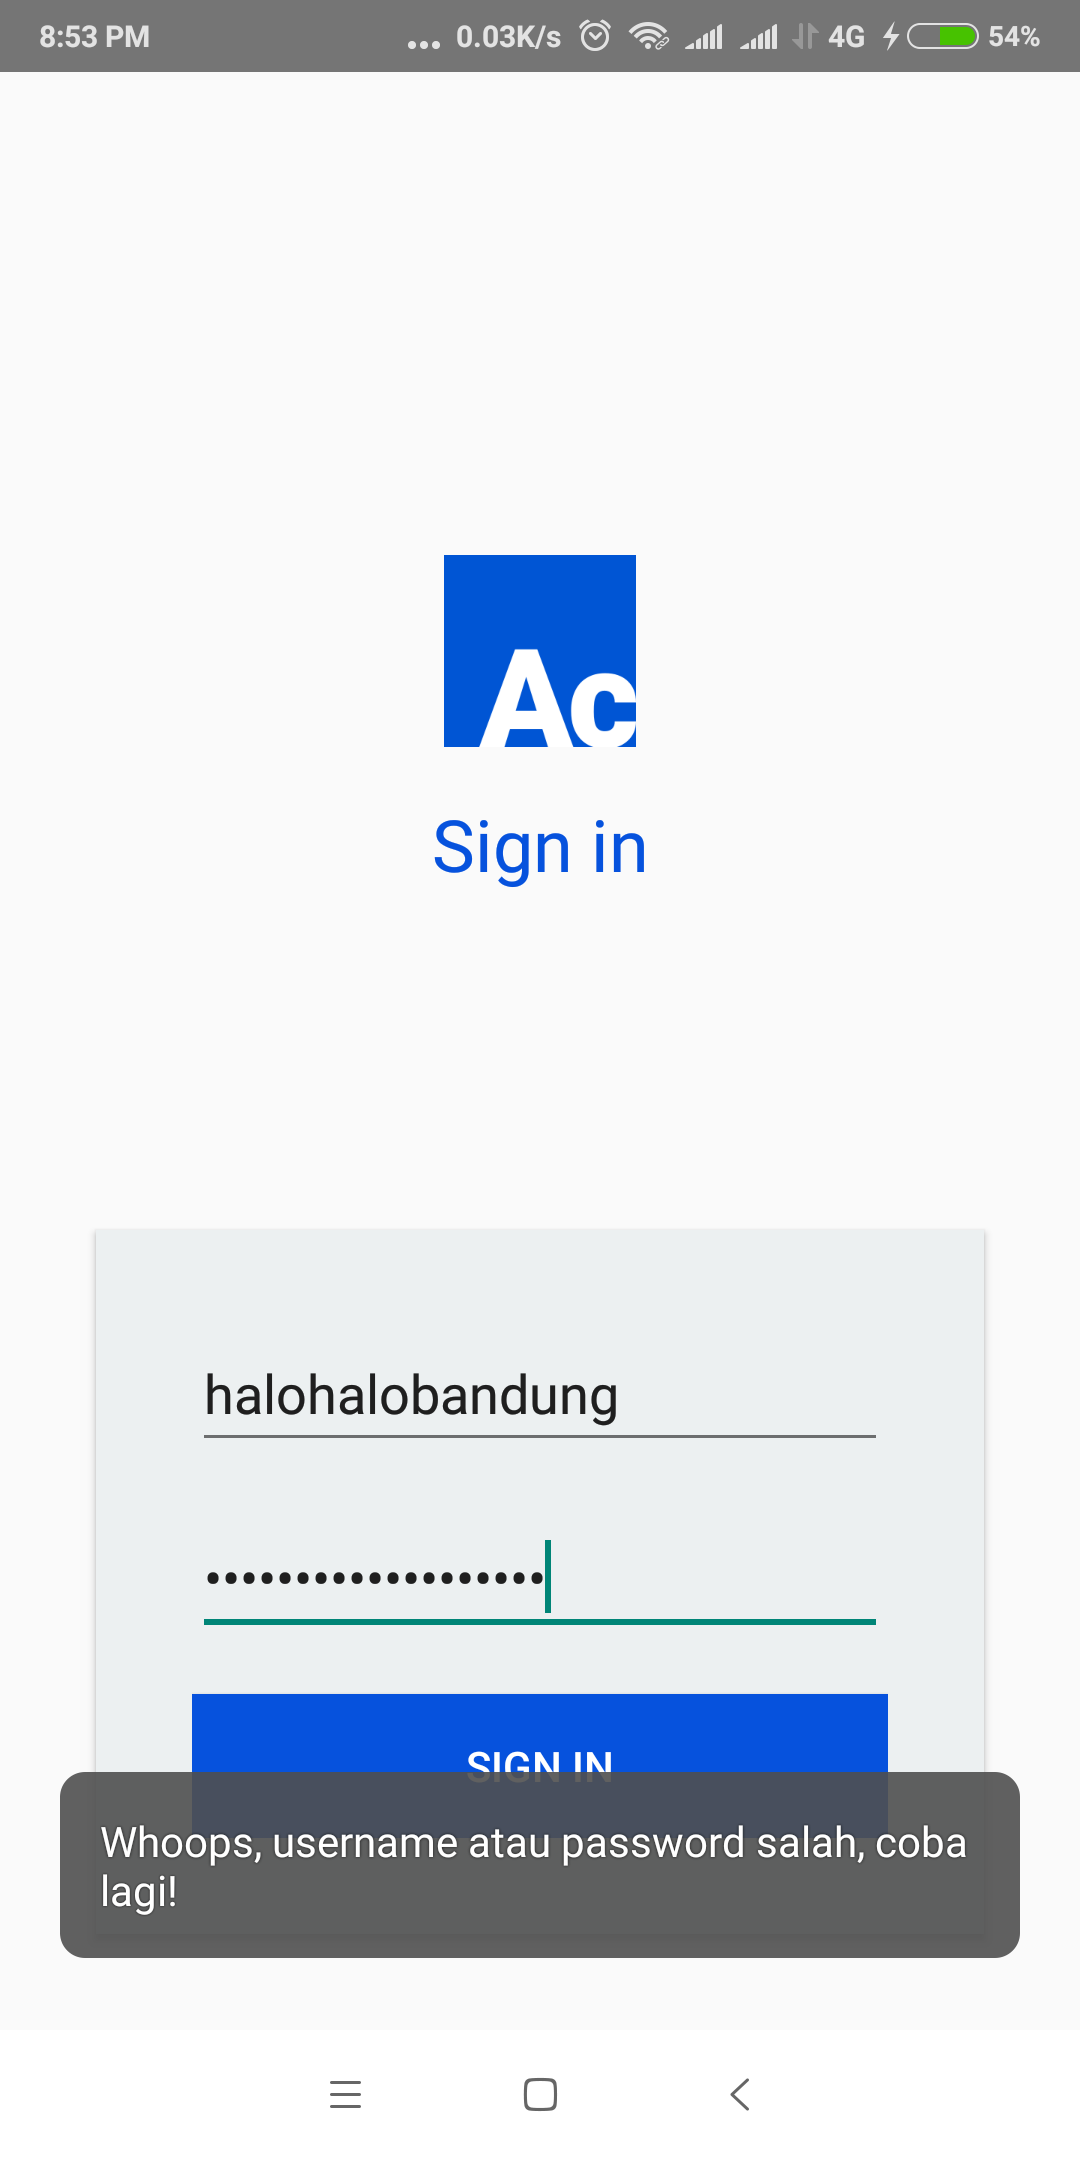 8:53 PM ... 0.03K/s 4G 54%
Ac
Sign in
halohalobandung
•••••••••••••••••••
SIGN IN
Whoops, username atau password salah, coba
lagi!